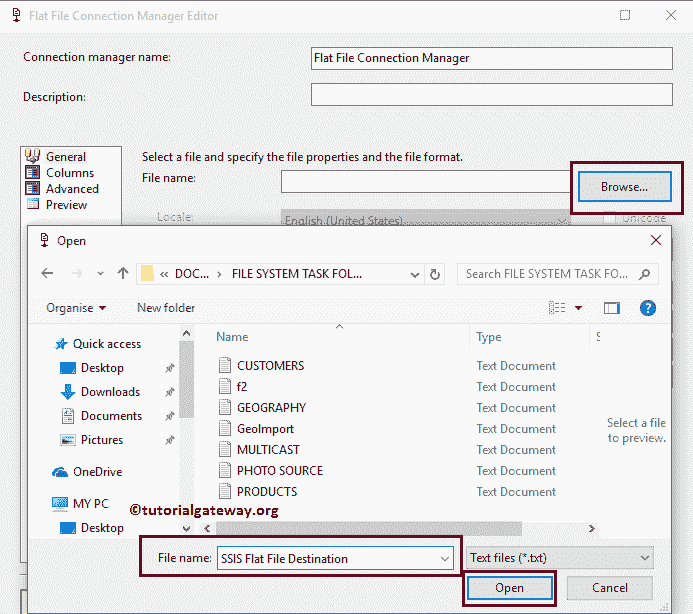 Flat File Connection Manager Editor
Connection manager name:
Flat File Connection Manager
Description:
General
Columns
Advanced
Preview
Select a file and specify the file properties and the file format.
File name:
Browse...
Locale:
English (United States)
Unicode
Open
« DOC... › FILE SYSTEM TASK FOL...
Search FILE SYSTEM TASK FO...
Organise
New folder
Name
Type
S
Quick access
Desktop
Downloads
Documents
Pictures
OneDrive
MY PC
Desktop
CUSTOMERS Text Document
f2 Text Document
GEOGRAPHY Text Document
GeoImport Text Document
MULTICAST Text Document
PHOTO SOURCE Text Document
PRODUCTS Text Document
Select a file
to preview.
©tutorialgateway.org
File name:
SSIS Flat File Destination
Text files (*.txt)
Open
Cancel